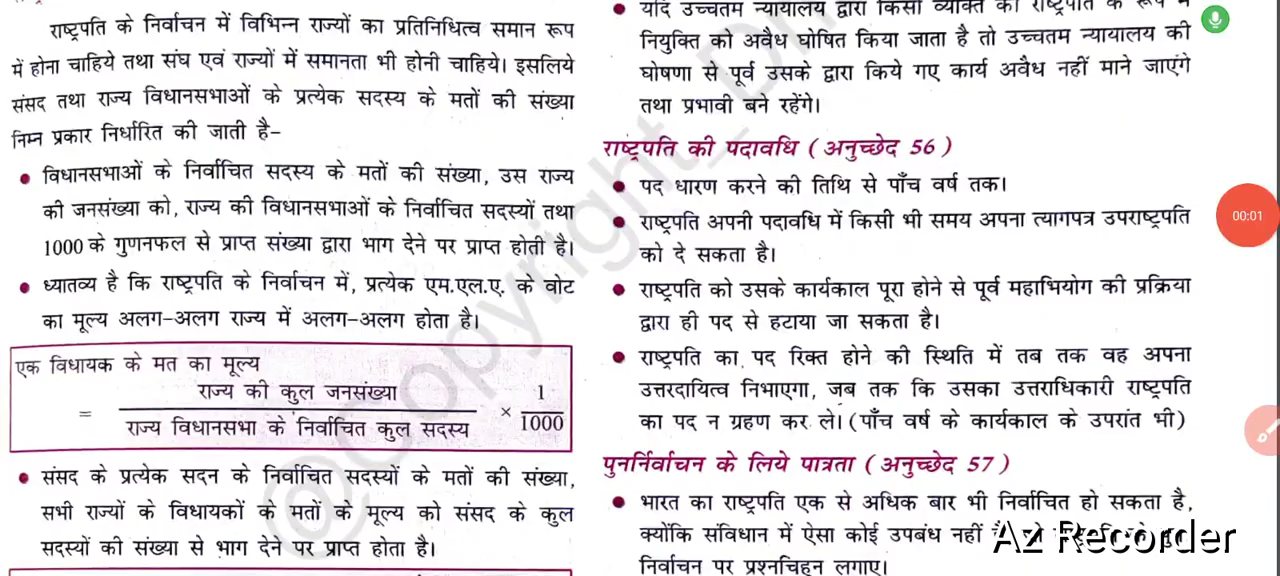 राष्ट्रपति के निर्वाचन में विभिन्न राज्यों का प्रतिनिधित्व समान रूप
में होना चाहिये तथा संघ एवं राज्यों में समानता भी होनी चाहिये। इसलिये
संसद तथा राज्य विधानसभाओं के प्रत्येक सदस्य के मतों की संख्या
निम्न प्रकार निर्धारित की जाती है-
• विधानसभाओं के निर्वाचित सदस्य के मतों की संख्या, उस राज्य
की जनसंख्या को, राज्य की विधानसभाओं के निर्वाचित सदस्यों तथा
1000 के गुणनफल से प्राप्त संख्या द्वारा भाग देने पर प्राप्त होती है।
• ध्यातव्य है कि राष्ट्रपति के निर्वाचन में, प्रत्येक एम.एल.ए. के वोट
का मूल्य अलग-अलग राज्य में अलग-अलग होता है।
एक विधायक के मत का मूल्य
राज्य की कुल जनसंख्या 1
= ×
राज्य विधानसभा के निर्वाचित कुल सदस्य 1000
• संसद के प्रत्येक सदन के निर्वाचित सदस्यों के मतों की संख्या,
सभी राज्यों के विधायकों के मतों के मूल्य को संसद के कुल
सदस्यों की संख्या से भाग देने पर प्राप्त होता है।
• यदि उच्चतम न्यायालय द्वारा किसी व्यक्ति की राष्ट्रपति के रूप में
नियुक्ति को अवैध घोषित किया जाता है तो उच्चतम न्यायालय की
घोषणा से पूर्व उसके द्वारा किये गए कार्य अवैध नहीं माने जाएंगे
तथा प्रभावी बने रहेंगे।
राष्ट्रपति की पदावधि (अनुच्छेद 56)
• पद धारण करने की तिथि से पाँच वर्ष तक।
• राष्ट्रपति अपनी पदावधि में किसी भी समय अपना त्यागपत्र उपराष्ट्रपति
को दे सकता है।
• राष्ट्रपति को उसके कार्यकाल पूरा होने से पूर्व महाभियोग की प्रक्रिया
द्वारा ही पद से हटाया जा सकता है।
• राष्ट्रपति का पद रिक्त होने की स्थिति में तब तक वह अपना
उत्तरदायित्व निभाएगा, जब तक कि उसका उत्तराधिकारी राष्ट्रपति
का पद न ग्रहण कर ले। (पाँच वर्ष के कार्यकाल के उपरांत भी)
पुनर्निर्वाचन के लिये पात्रता (अनुच्छेद 57)
• भारत का राष्ट्रपति एक से अधिक बार भी निर्वाचित हो सकता है,
क्योंकि संविधान में ऐसा कोई उपबंध नहीं
निर्वाचन पर प्रश्नचिह्न लगाए।
@Copyright_Dr
00:01
Az Recorder